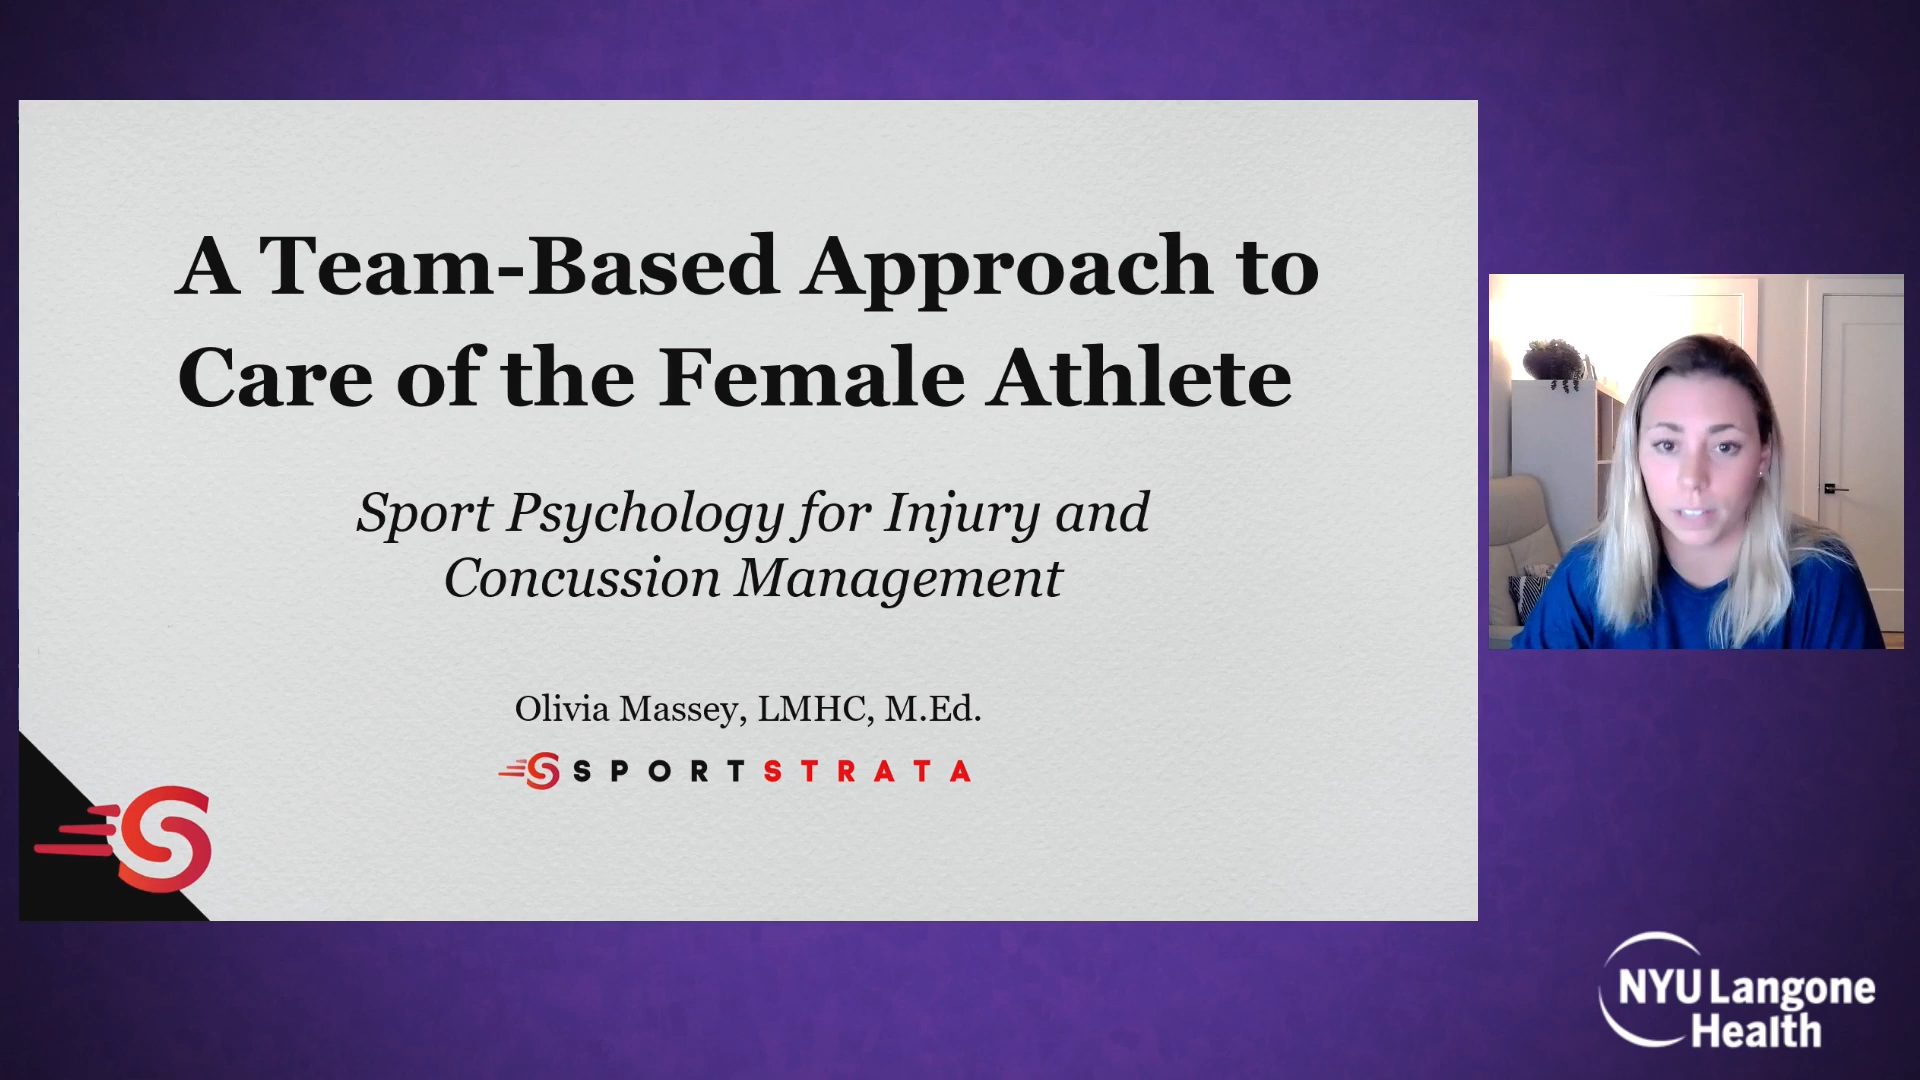 A Team-Based Approach to
Care of the Female Athlete
Sport Psychology for Injury and
Concussion Management
Olivia Massey, LMHC, M.Ed.
SPORTSTRATA
NYU Langone
Health